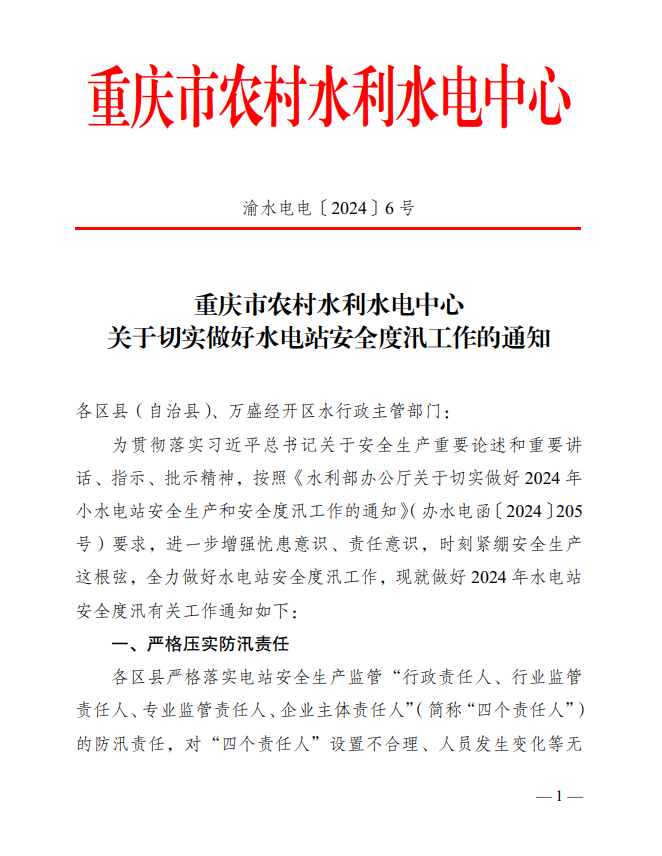 重庆市农村水利水电中心
渝水电电〔2024〕6 号
重庆市农村水利水电中心
关于切实做好水电站安全度汛工作的通知
各区县（自治县）、万盛经开区水行政主管部门：
为贯彻落实习近平总书记关于安全生产重要论述和重要讲
话、指示、批示精神，按照《水利部办公厅关于切实做好 2024 年
小水电站安全生产和安全度汛工作的通知》（办水电函〔2024〕205
号）要求，进一步增强忧患意识、责任意识，时刻紧绷安全生产
这根弦，全力做好水电站安全度汛工作，现就做好 2024 年水电站
安全度汛有关工作通知如下：
一、严格压实防汛责任
各区县严格落实电站安全生产监管“行政责任人、行业监管
责任人、专业监管责任人、企业主体责任人”（简称“四个责任人”）
的防汛责任，对“四个责任人”设置不合理、人员发生变化等无
— 1 —